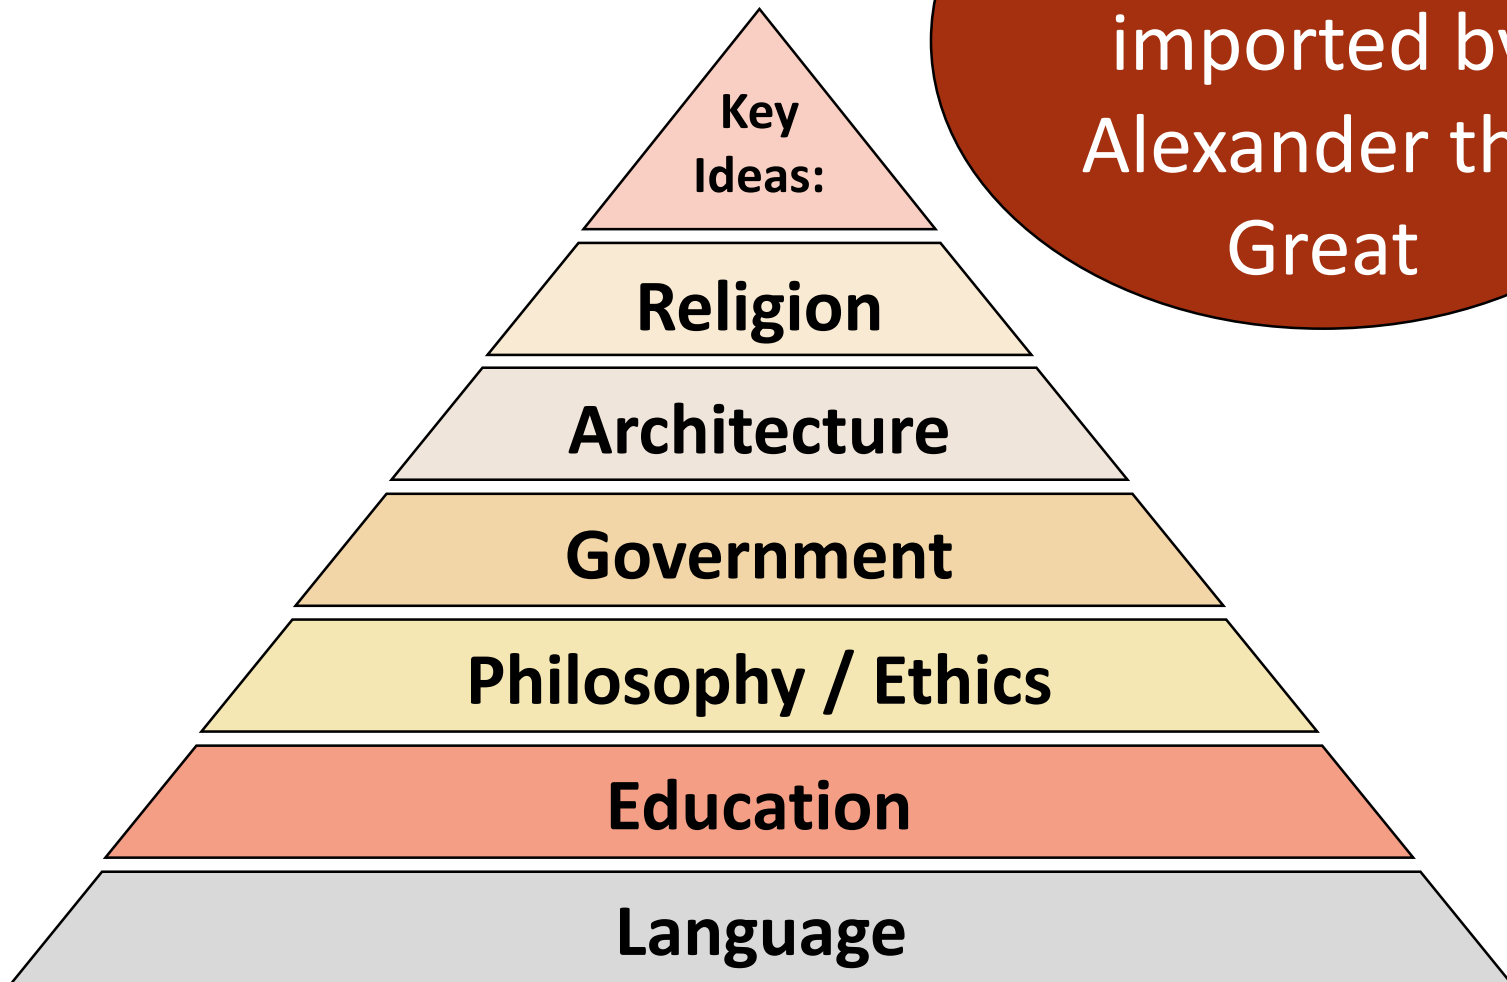 Key
Ideas:
Religion
Architecture
Government
Philosophy / Ethics
Education
Language
imported
Alexander
Great